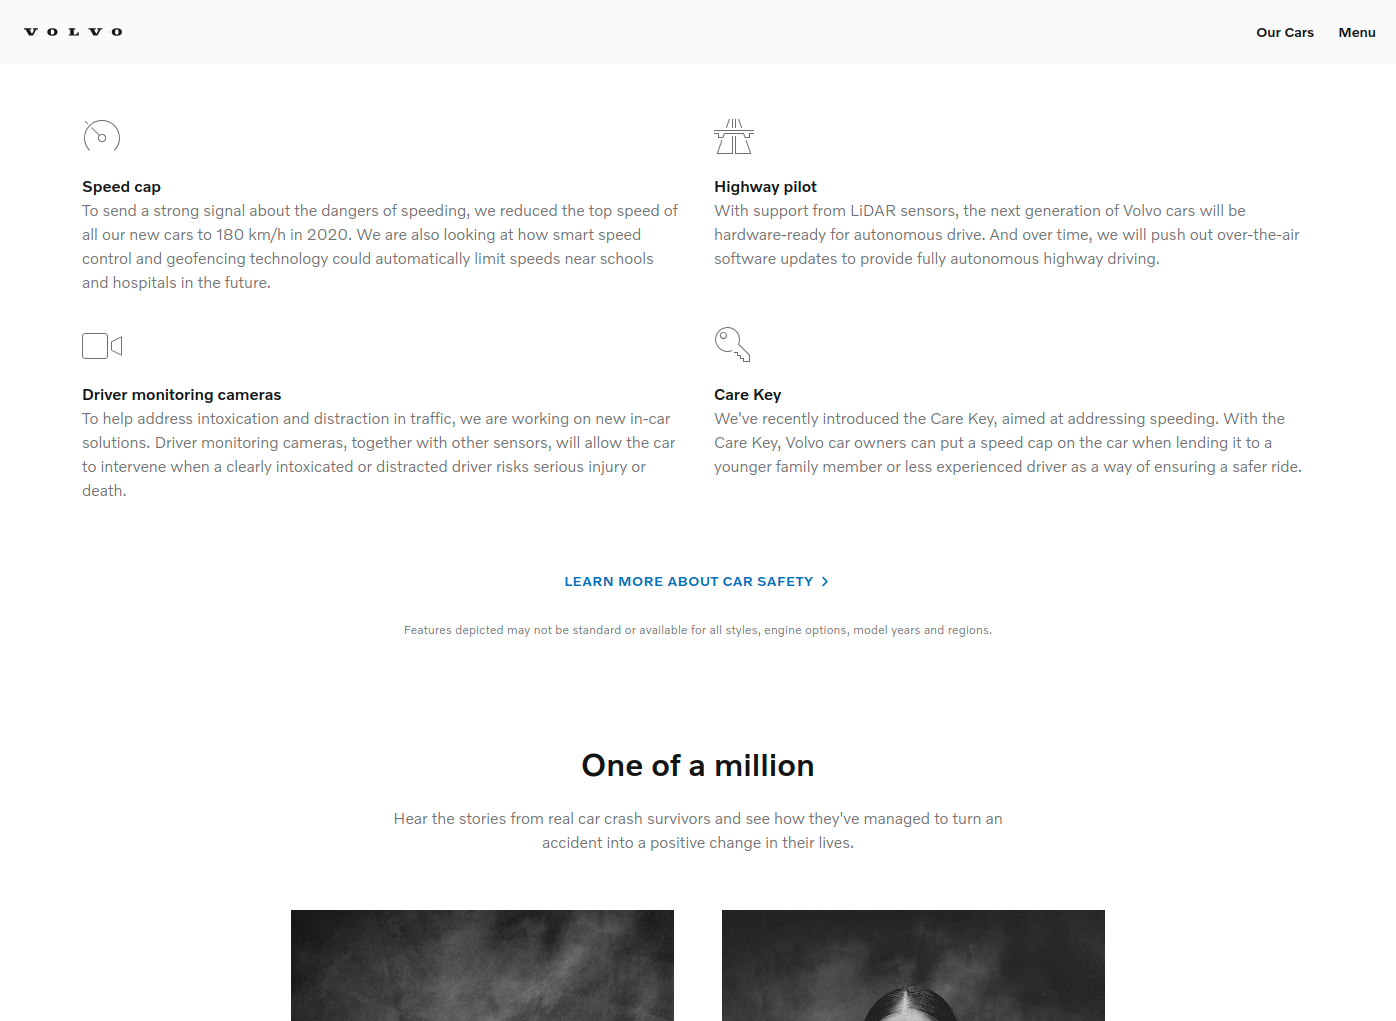 VOLVO
Our Cars
Menu
Speed cap
To send a strong signal about the dangers of speeding, we reduced the top speed of
all our new cars to 180 km/h in 2020. We are also looking at how smart speed
control and geofencing technology could automatically limit speeds near schools
and hospitals in the future.
Highway pilot
With support from LiDAR sensors, the next generation of Volvo cars will be
hardware-ready for autonomous drive. And over time, we will push out over-the-air
software updates to provide fully autonomous highway driving.
Driver monitoring cameras
To help address intoxication and distraction in traffic, we are working on new in-car
solutions. Driver monitoring cameras, together with other sensors, will allow the car
to intervene when a clearly intoxicated or distracted driver risks serious injury or
death.
Care Key
We've recently introduced the Care Key, aimed at addressing speeding. With the
Care Key, Volvo car owners can put a speed cap on the car when lending it to a
younger family member or less experienced driver as a way of ensuring a safer ride.
LEARN MORE ABOUT CAR SAFETY
Features depicted may not be standard or available for all styles, engine options, model years and regions.
One of a million
Hear the stories from real car crash survivors and see how they've managed to turn an
accident into a positive change in their lives.